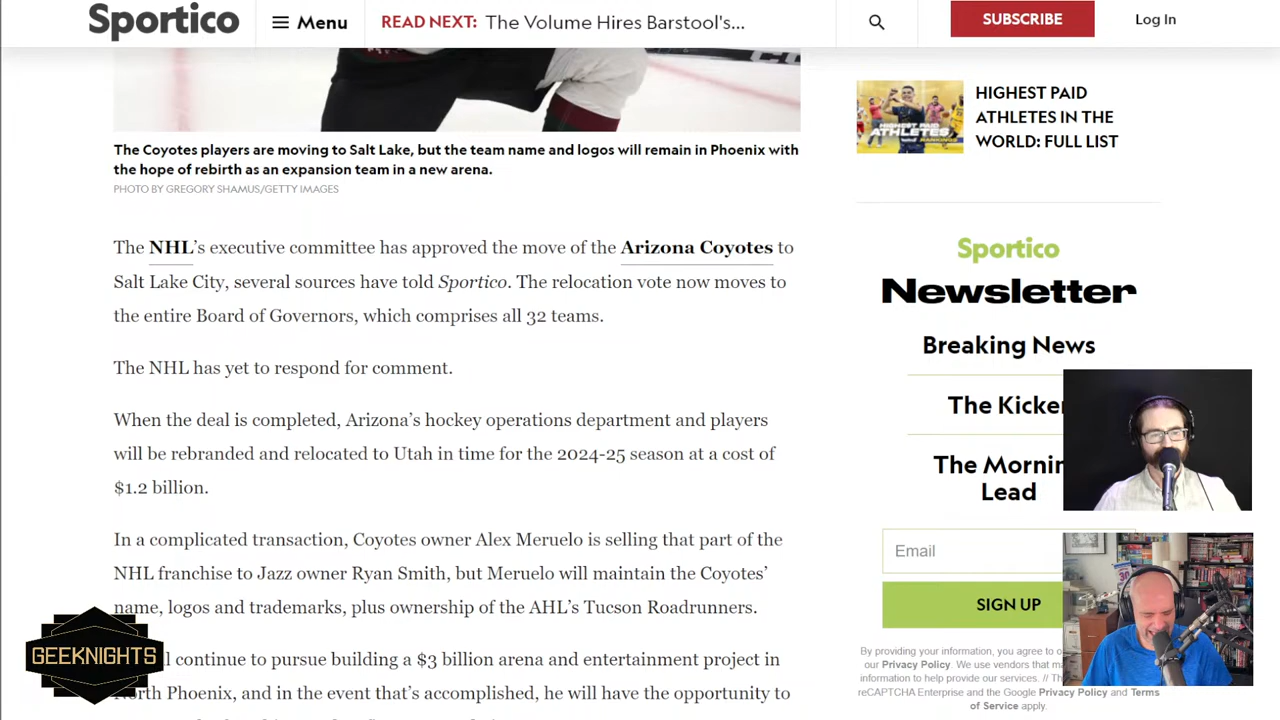 Sportico
Menu
READ NEXT: The Volume Hires Barstool's...
SUBSCRIBE
Log In
The Coyotes players are moving to Salt Lake, but the team name and logos will remain in Phoenix with
the hope of rebirth as an expansion team in a new arena.
PHOTO BY GREGORY SHAMUS/GETTY IMAGES
The NHL's executive committee has approved the move of the Arizona Coyotes to
Salt Lake City, several sources have told Sportico. The relocation vote now moves to
the entire Board of Governors, which comprises all 32 teams.
The NHL has yet to respond for comment.
When the deal is completed, Arizona's hockey operations department and players
will be rebranded and relocated to Utah in time for the 2024-25 season at a cost of
$1.2 billion.
In a complicated transaction, Coyotes owner Alex Meruelo is selling that part of the
NHL franchise to Jazz owner Ryan Smith, but Meruelo will maintain the Coyotes'
name, logos and trademarks, plus ownership of the AHL's Tucson Roadrunners.
continue to pursue building a $3 billion arena and entertainment project in
North Phoenix, and in the event that's accomplished, he will have the opportunity to
GEEKNIGHTS
HIGHEST PAID
ATHLETES IN THE
WORLD: FULL LIST
HIGHEST PAID
ATHLETES
Sportico
Newsletter
Breaking News
The Kicker
The Mornin
Lead
Email
SIGN UP
By providing your information, you agree to
our Privacy Policy. We use vendors that
information to help provide our services. //
reCAPTCHA Enterprise and the Google Privacy Policy and Terms
of Service apply.
30